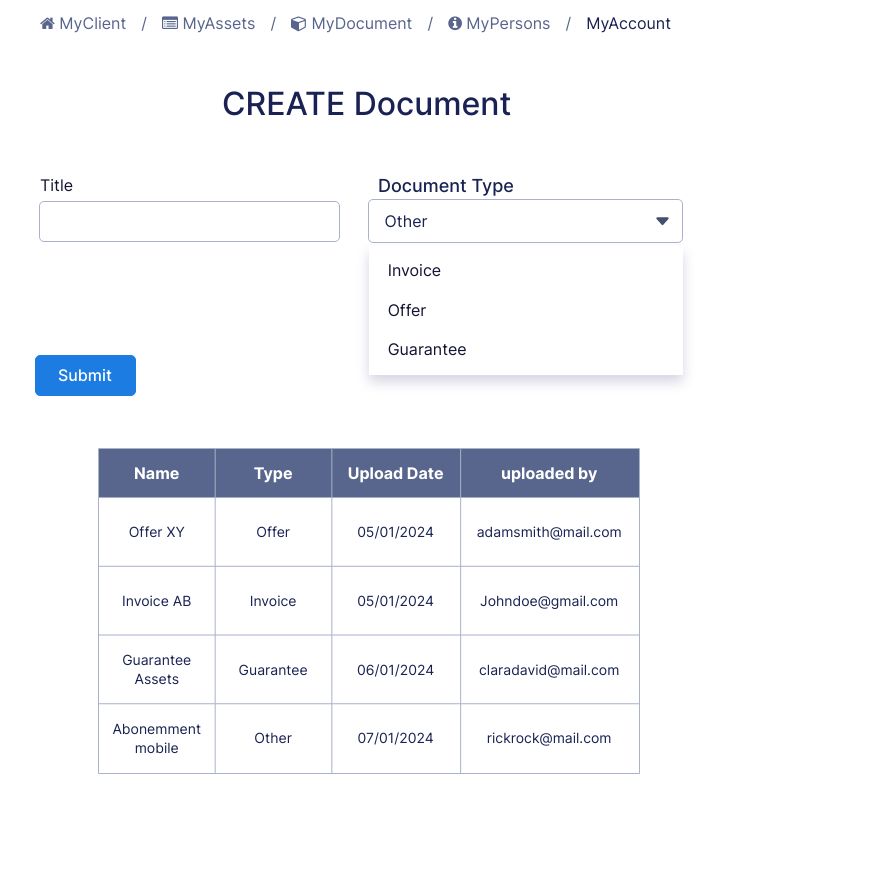 MyClient / MyAssets / MyDocument / MyPersons / MyAccount
CREATE Document
Title
Document Type
Other
Invoice
Offer
Guarantee
Submit
Name Type Upload Date uploaded by
Offer XY Offer 05/01/2024 adamsmith@mail.com
Invoice AB Invoice 05/01/2024 Johndoe@gmail.com
Guarantee
Assets
Guarantee 06/01/2024 claradavid@mail.com
Abonemment
mobile
Other 07/01/2024 rickrock@mail.com